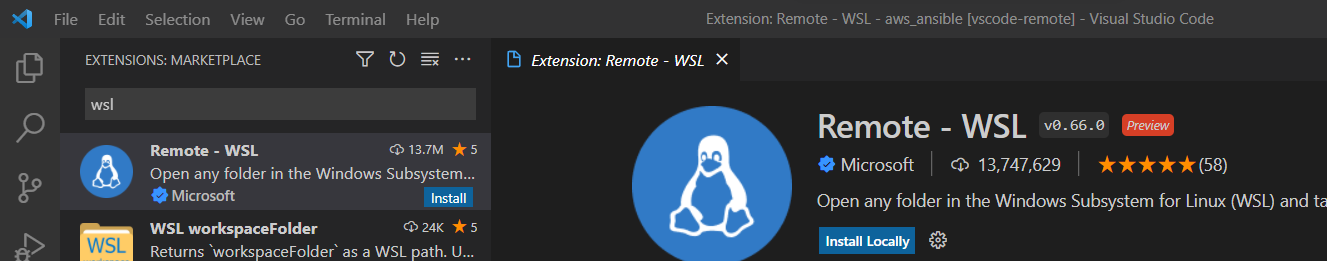 File Edit Selection View Go Terminal Help Extension: Remote - WSL - aws_ansible [vscode-remote] - Visual Studio Code
EXTENSIONS: MARKETPLACE
wsl
Remote - WSL 13.7M 5
Open any folder in the Windows Subsystem...
Microsoft Install
WSL workspaceFolder 24K 5
WSL
Returns `workspaceFolder` as a WSL path. U...
Extension: Remote - WSL
Remote - WSL v0.66.0 Preview
Microsoft 13,747,629 (58)
Open any folder in the Windows Subsystem for Linux (WSL) and ta
Install Locally